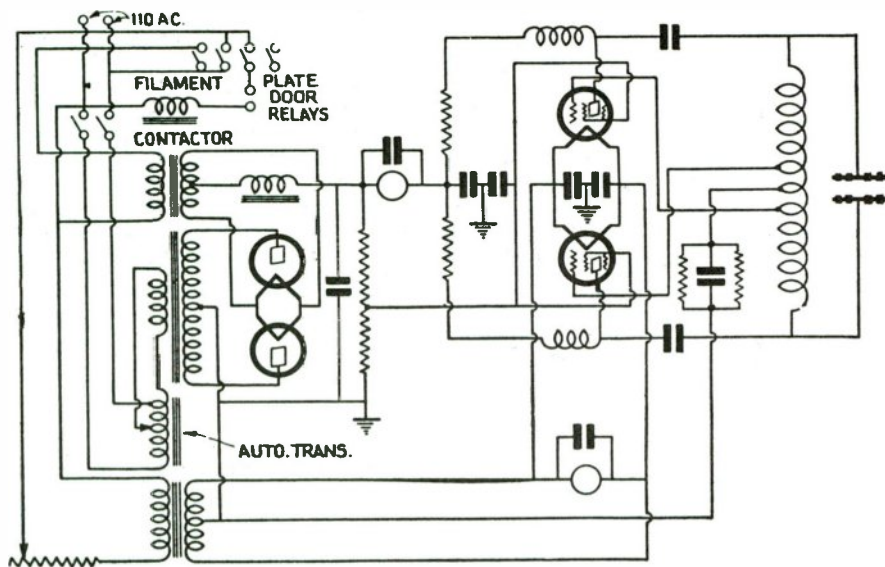 110 AC.
FILAMENT
PLATE
DOOR
RELAYS
CONTACTOR
AUTO. TRANS.